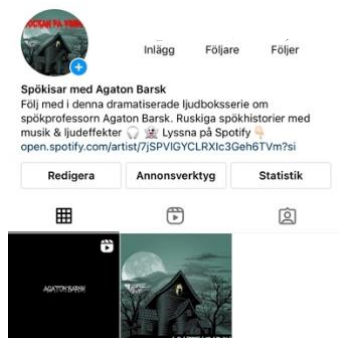 Inlägg Följare Följer
Spökisar med Agaton Barsk
Följ med i denna dramatiserade ljudboksserie om
spökprofessorn Agaton Barsk. Ruskiga spökhistorier med
musik & ljudeffekter 🎧 👻 Lyssna på Spotify 👇
open.spotify.com/artist/7jSPVIGYCLRXIc3Geh6TVm?si
Redigera Annonsverktyg Statistik
AGATON BARSK